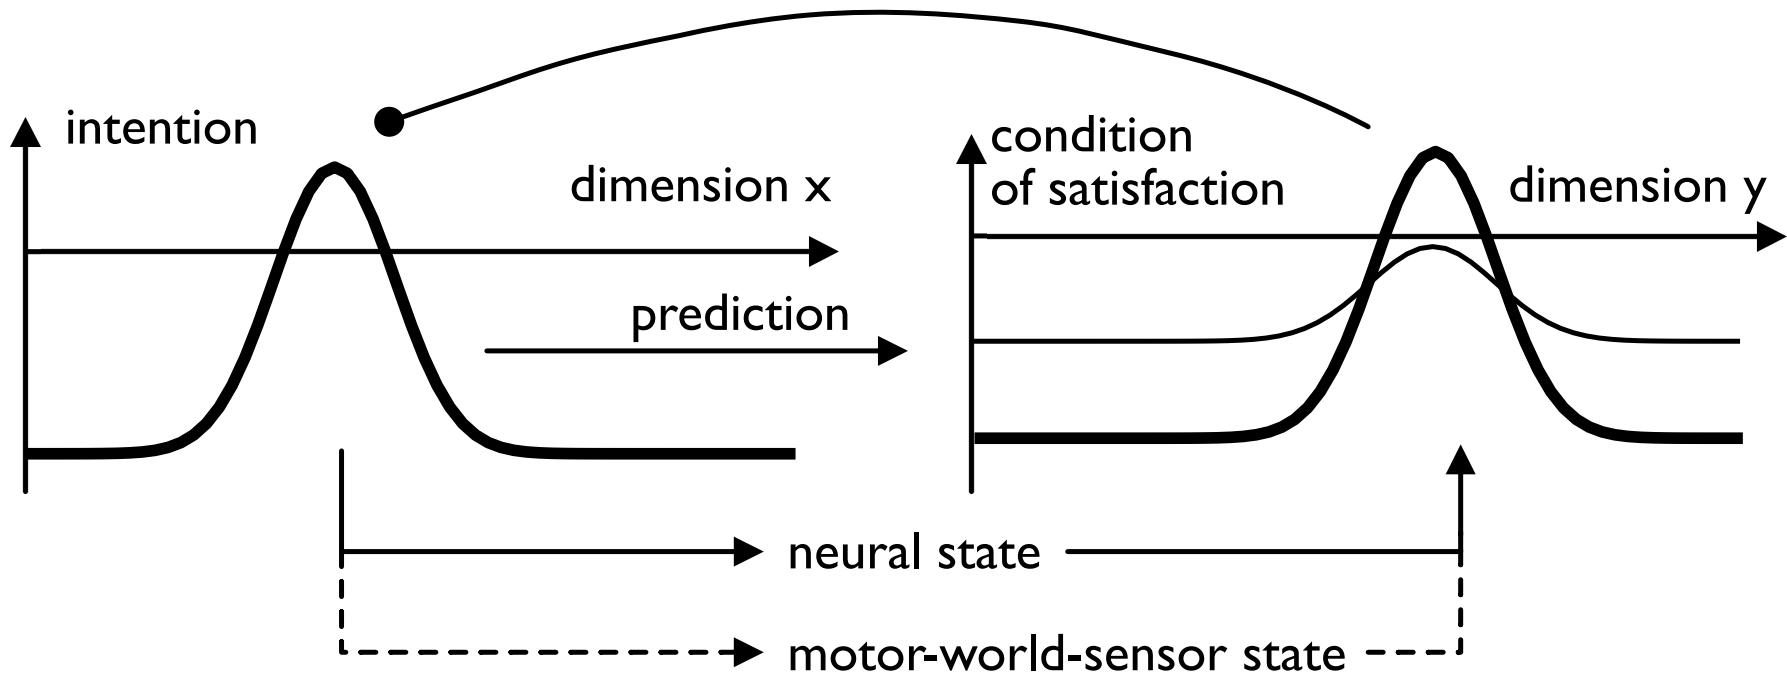 intention
dimension x
prediction
condition
of satisfaction
dimension y
neural state
motor-world-sensor state